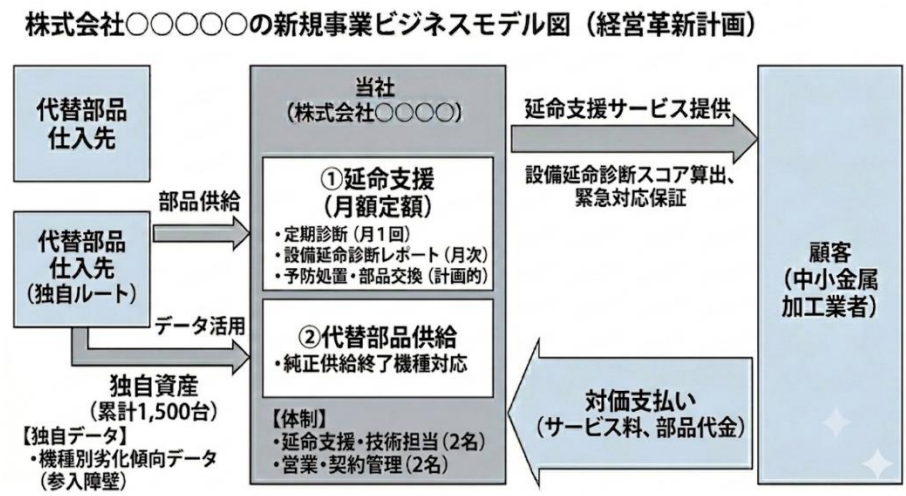 株式会社○○○○○の新規事業ビジネスモデル図（経営革新計画）
代替部品
仕入先
部品供給
代替部品
仕入先
（独自ルート）
データ活用
独自資産
（累計1,500台）
【独自データ】
・機種別劣化傾向データ
（参入障壁）
当社
（株式会社○○○○）
①延命支援
（月額定額）
・定期診断（月1回）
・設備延命診断レポート（月次）
・予防処置・部品交換（計画的）
②代替部品供給
・純正供給終了機種対応
【体制】
・延命支援・技術担当（2名）
・営業・契約管理（2名）
延命支援サービス提供
設備延命診断スコア算出、
緊急対応保証
対価支払い
（サービス料、部品代金）
顧客
（中小金属
加工業者）